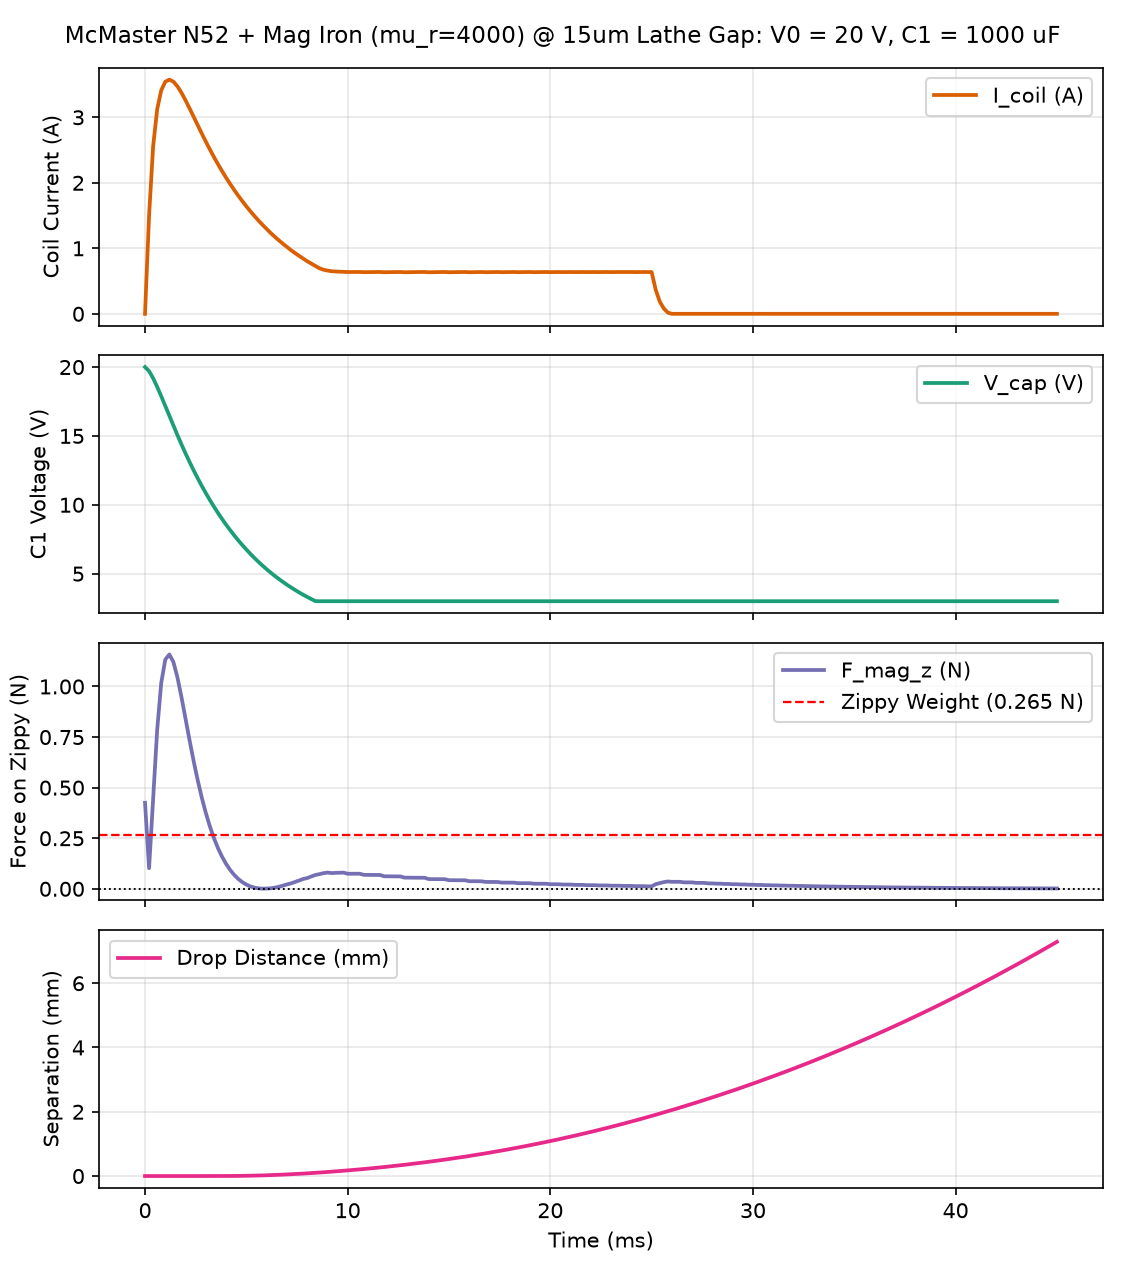 McMaster N52 + Mag Iron (mu_r=4000) @ 15um Lathe Gap: V0 = 20 V, C1 = 1000 uF
Coil Current (A)
3
2
1
0
I_coil (A)
C1 Voltage (V)
20
15
10
5
V_cap (V)
Force on Zippy (N)
1.00
0.75
0.50
0.25
0.00
F_mag_z (N)
Zippy Weight (0.265 N)
Separation (mm)
6
4
2
0
Drop Distance (mm)
0
10
20
30
40
Time (ms)